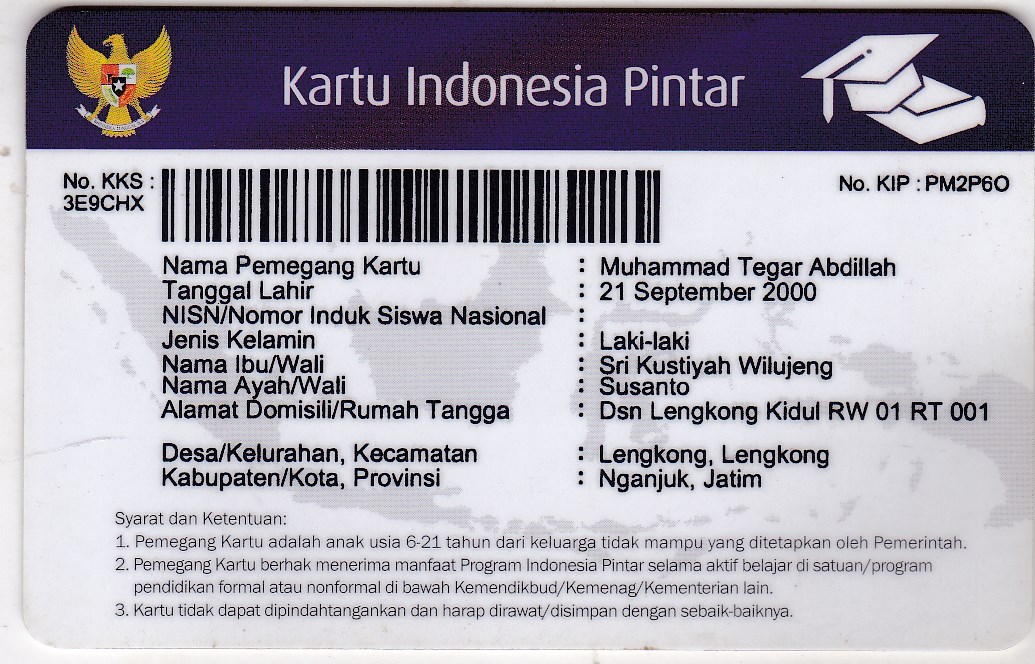 Kartu Indonesia Pintar
No. KKS :
3E9CHX
No. KIP : PM2P6O
Nama Pemegang Kartu : Muhammad Tegar Abdillah
Tanggal Lahir : 21 September 2000
NISN/Nomor Induk Siswa Nasional :
Jenis Kelamin : Laki-laki
Nama Ibu/Wali : Sri Kustiyah Wilujeng
Nama Ayah/Wali : Susanto
Alamat Domisili/Rumah Tangga : Dsn Lengkong Kidul RW 01 RT 001
Desa/Kelurahan, Kecamatan : Lengkong, Lengkong
Kabupaten/Kota, Provinsi : Nganjuk, Jatim
Syarat dan Ketentuan:
1. Pemegang Kartu adalah anak usia 6-21 tahun dari keluarga tidak mampu yang ditetapkan oleh Pemerintah.
2. Pemegang Kartu berhak menerima manfaat Program Indonesia Pintar selama aktif belajar di satuan/program
pendidikan formal atau nonformal di bawah Kemendikbud/Kemenag/Kementerian lain.
3. Kartu tidak dapat dipindahtangankan dan harap dirawat/disimpan dengan sebaik-baiknya.